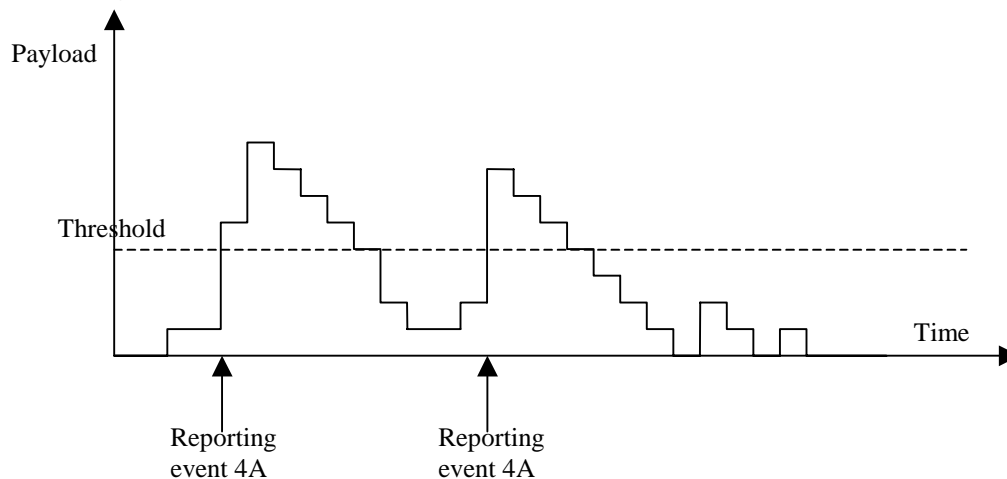 Payload
Threshold
Time
Reporting
event 4A
Reporting
event 4A